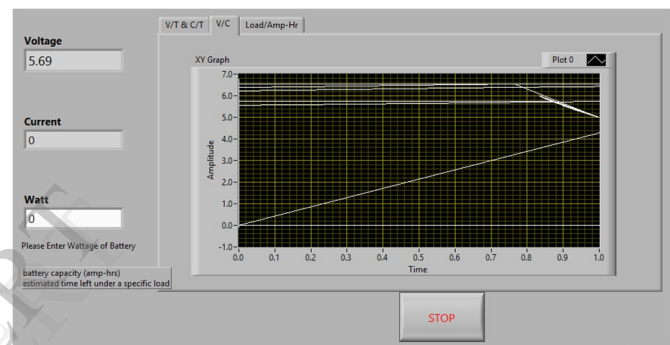 V/T & C/T V/C Load/Amp-Hr
Voltage
5.69
Current
0
Watt
0
Please Enter Wattage of Battery
battery capacity (amp-hrs)
estimated time left under a specific load
XY Graph
Plot 0
Amplitude
7.0
6.0
5.0
4.0
3.0
2.0
1.0
0.0
-1.0
0.0 0.1 0.2 0.3 0.4 0.5 0.6 0.7 0.8 0.9 1.0
Time
STOP